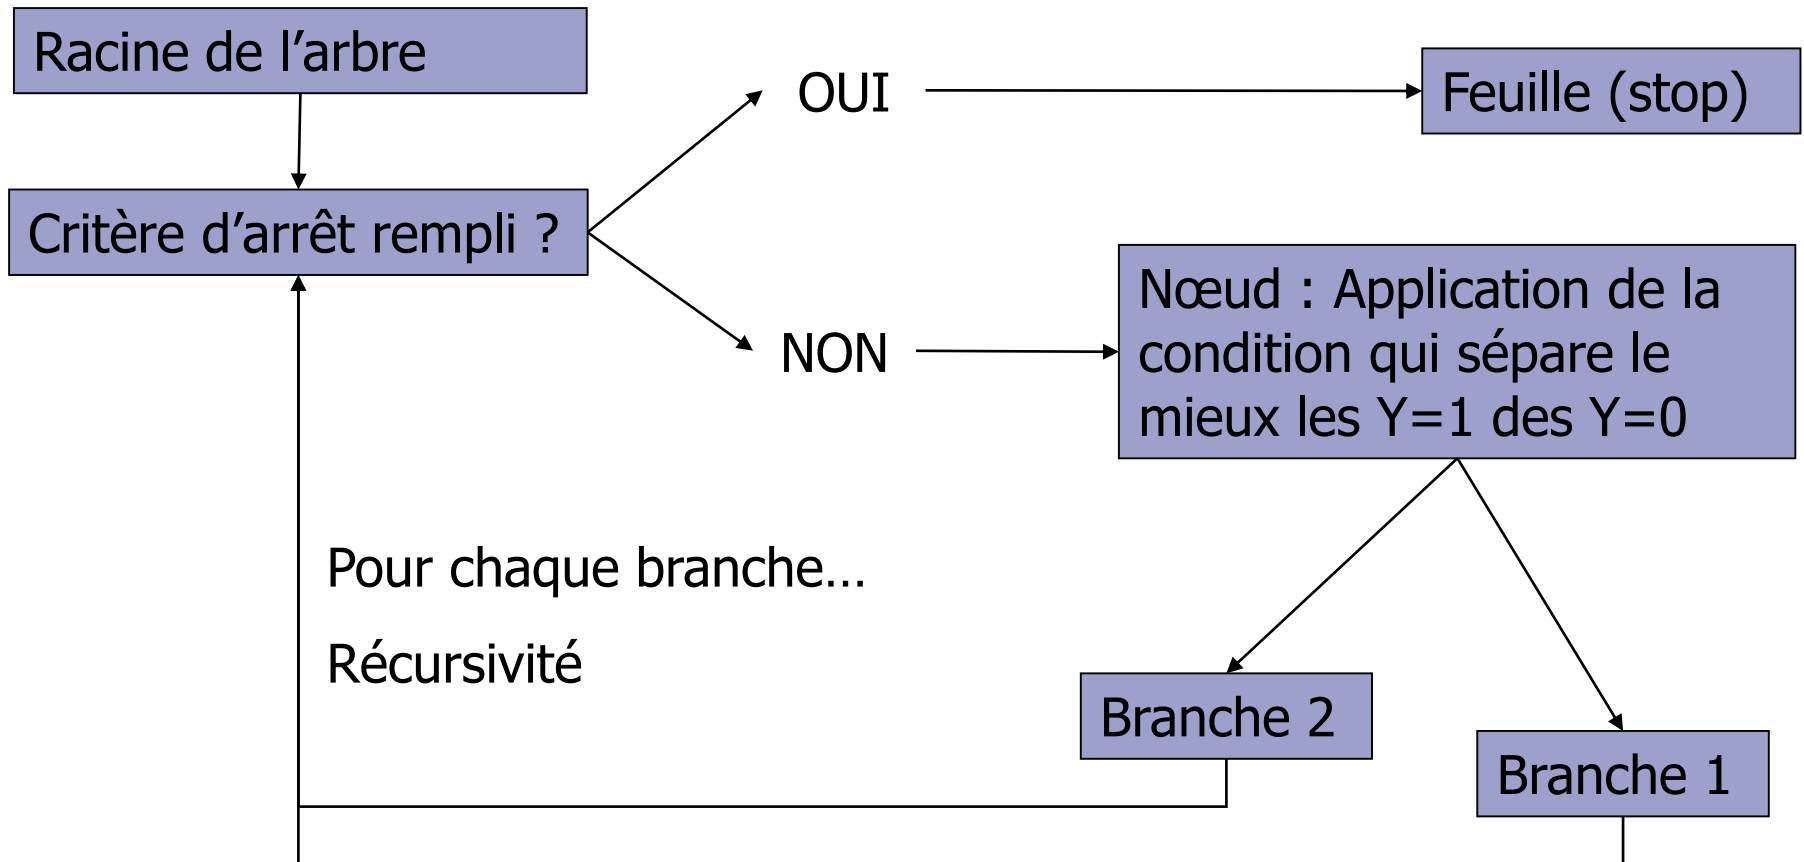 Racine de l’arbre
OUI
Feuille (stop)
Critère d’arrêt rempli ?
NON
Nœud : Application de la
condition qui sépare le
mieux les Y=1 des Y=0
Pour chaque branche…
Récursivité
Branche 2
Branche 1